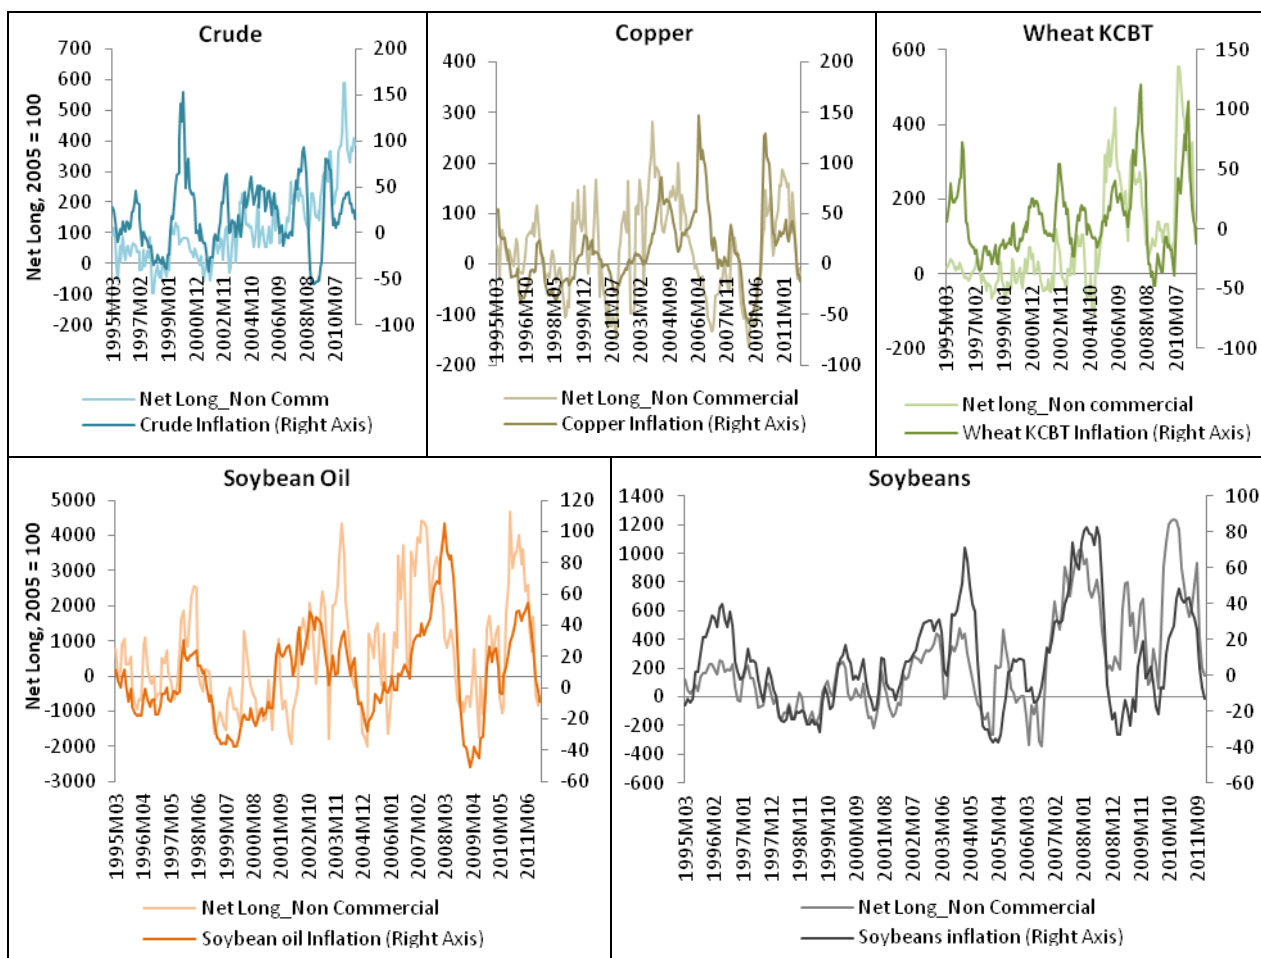 Crude
Net Long, 2005 = 100
700
600
500
400
300
200
100
0
-100
-200
200
150
100
50
0
-50
-100
1995M03
1997M02
1999M01
2000M12
2002M11
2004M10
2006M09
2008M08
2010M07
Net Long_Non Comm
Crude Inflation (Right Axis)
Copper
400
300
200
100
0
-100
-200
200
150
100
50
0
-50
-100
1995M03
1996M10
1998M05
1999M12
2001M07
2003M02
2004M09
2006M04
2007M11
2009M06
2011M01
Net Long_Non Commercial
Copper Inflation (Right Axis)
Wheat KCBT
600
400
200
0
-200
150
100
50
0
-50
-100
1995M03
1997M02
1999M01
2000M12
2002M11
2004M10
2006M09
2008M08
2010M07
Net long_Non commercial
Wheat KCBT Inflation (Right Axis)
Soybean Oil
Net Long, 2005 = 100
5000
4000
3000
2000
1000
0
-1000
-2000
-3000
120
100
80
60
40
20
0
-20
-40
-60
1995M03
1996M04
1997M05
1998M06
1999M07
2000M08
2001M09
2002M10
2003M11
2004M12
2006M01
2007M02
2008M03
2009M04
2010M05
2011M06
Net Long_Non Commercial
Soybean oil Inflation (Right Axis)
Soybeans
1400
1200
1000
800
600
400
200
0
-200
-400
-600
100
80
60
40
20
0
-20
-40
-60
1995M03
1996M02
1997M01
1997M12
1998M11
1999M10
2000M09
2001M08
2002M07
2003M06
2004M05
2005M04
2006M03
2007M02
2008M01
2008M12
2009M11
2010M10
2011M09
Net Long_Non Commercial
Soybeans inflation (Right Axis)